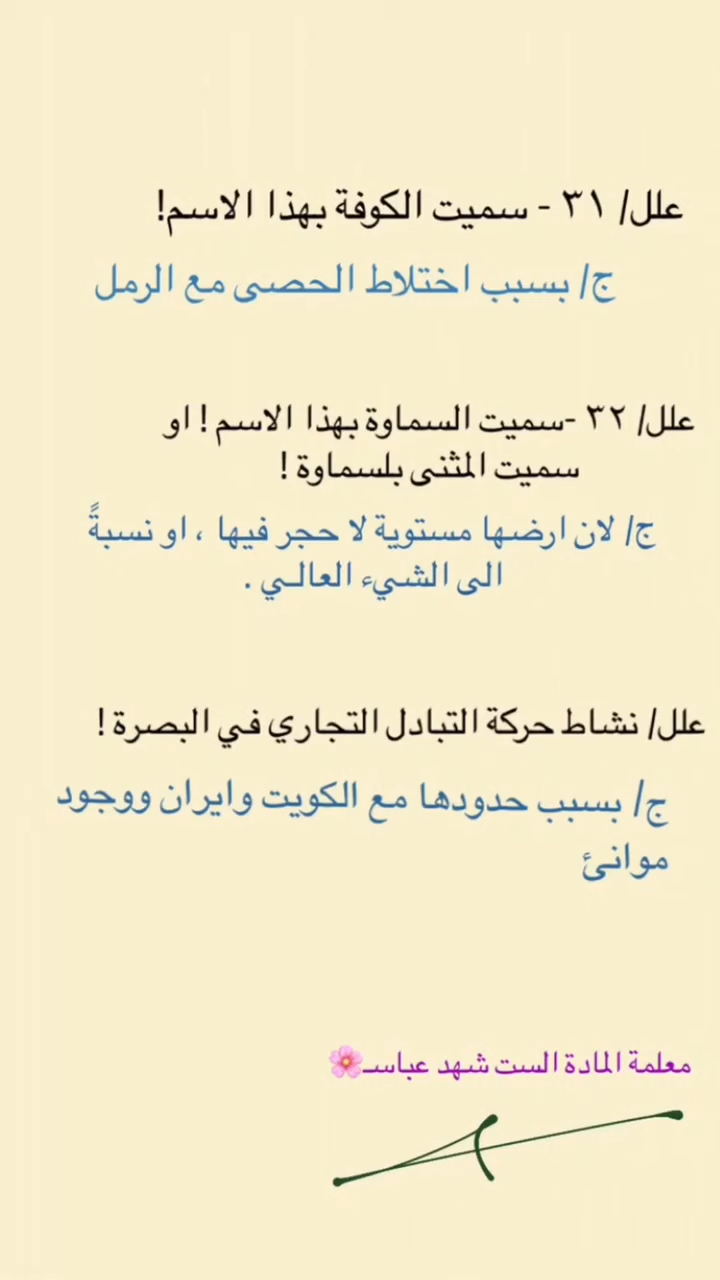 علل/ ٣١ - سميت الكوفة بهذا الاسم!
ج/ بسبب اختلاط الحصى مع الرمل
علل/ ٣٢ -سميت السماوة بهذا الاسم ! او
سميت المثنى بلسماوة !
ج/ لان ارضها مستوية لا حجر فيها ، او نسبةً
الى الشيء العالي .
علل/ نشاط حركة التبادل التجاري في البصرة !
ج/ بسبب حدودها مع الكويت وايران ووجود
موانئ
معلمة المادة الست شهد عباسـ🌸